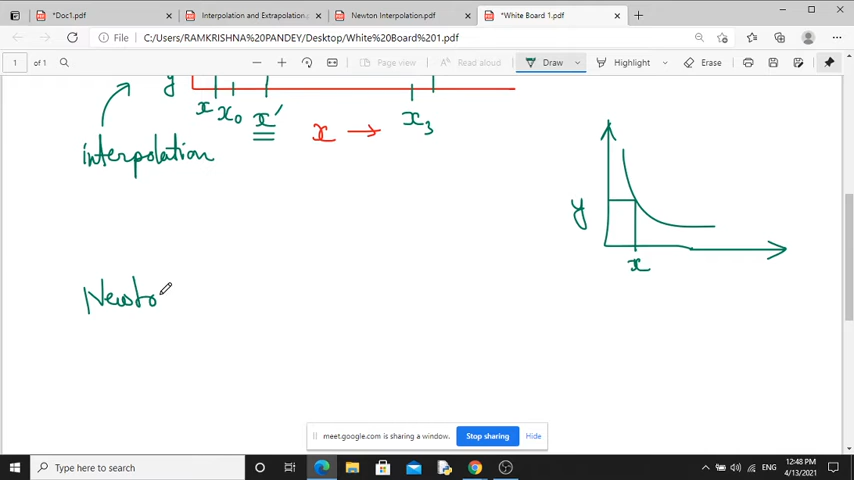 *Doc1.pdf
Interpolation and Extrapolation.p
Newton Interpolation.pdf
*White Board 1.pdf
File
C:/Users/RAMKRISHNA%20PANDEY/Desktop/White%20Board%201.pdf
1 of 1
Page view
Read aloud
Draw
Highlight
Erase
y
x x₀ x' x → x₃
interpolation
y
x
Newto
meet.google.com is sharing a window.
Stop sharing
Hide
Type here to search
ENG
12:48 PM
4/13/2021